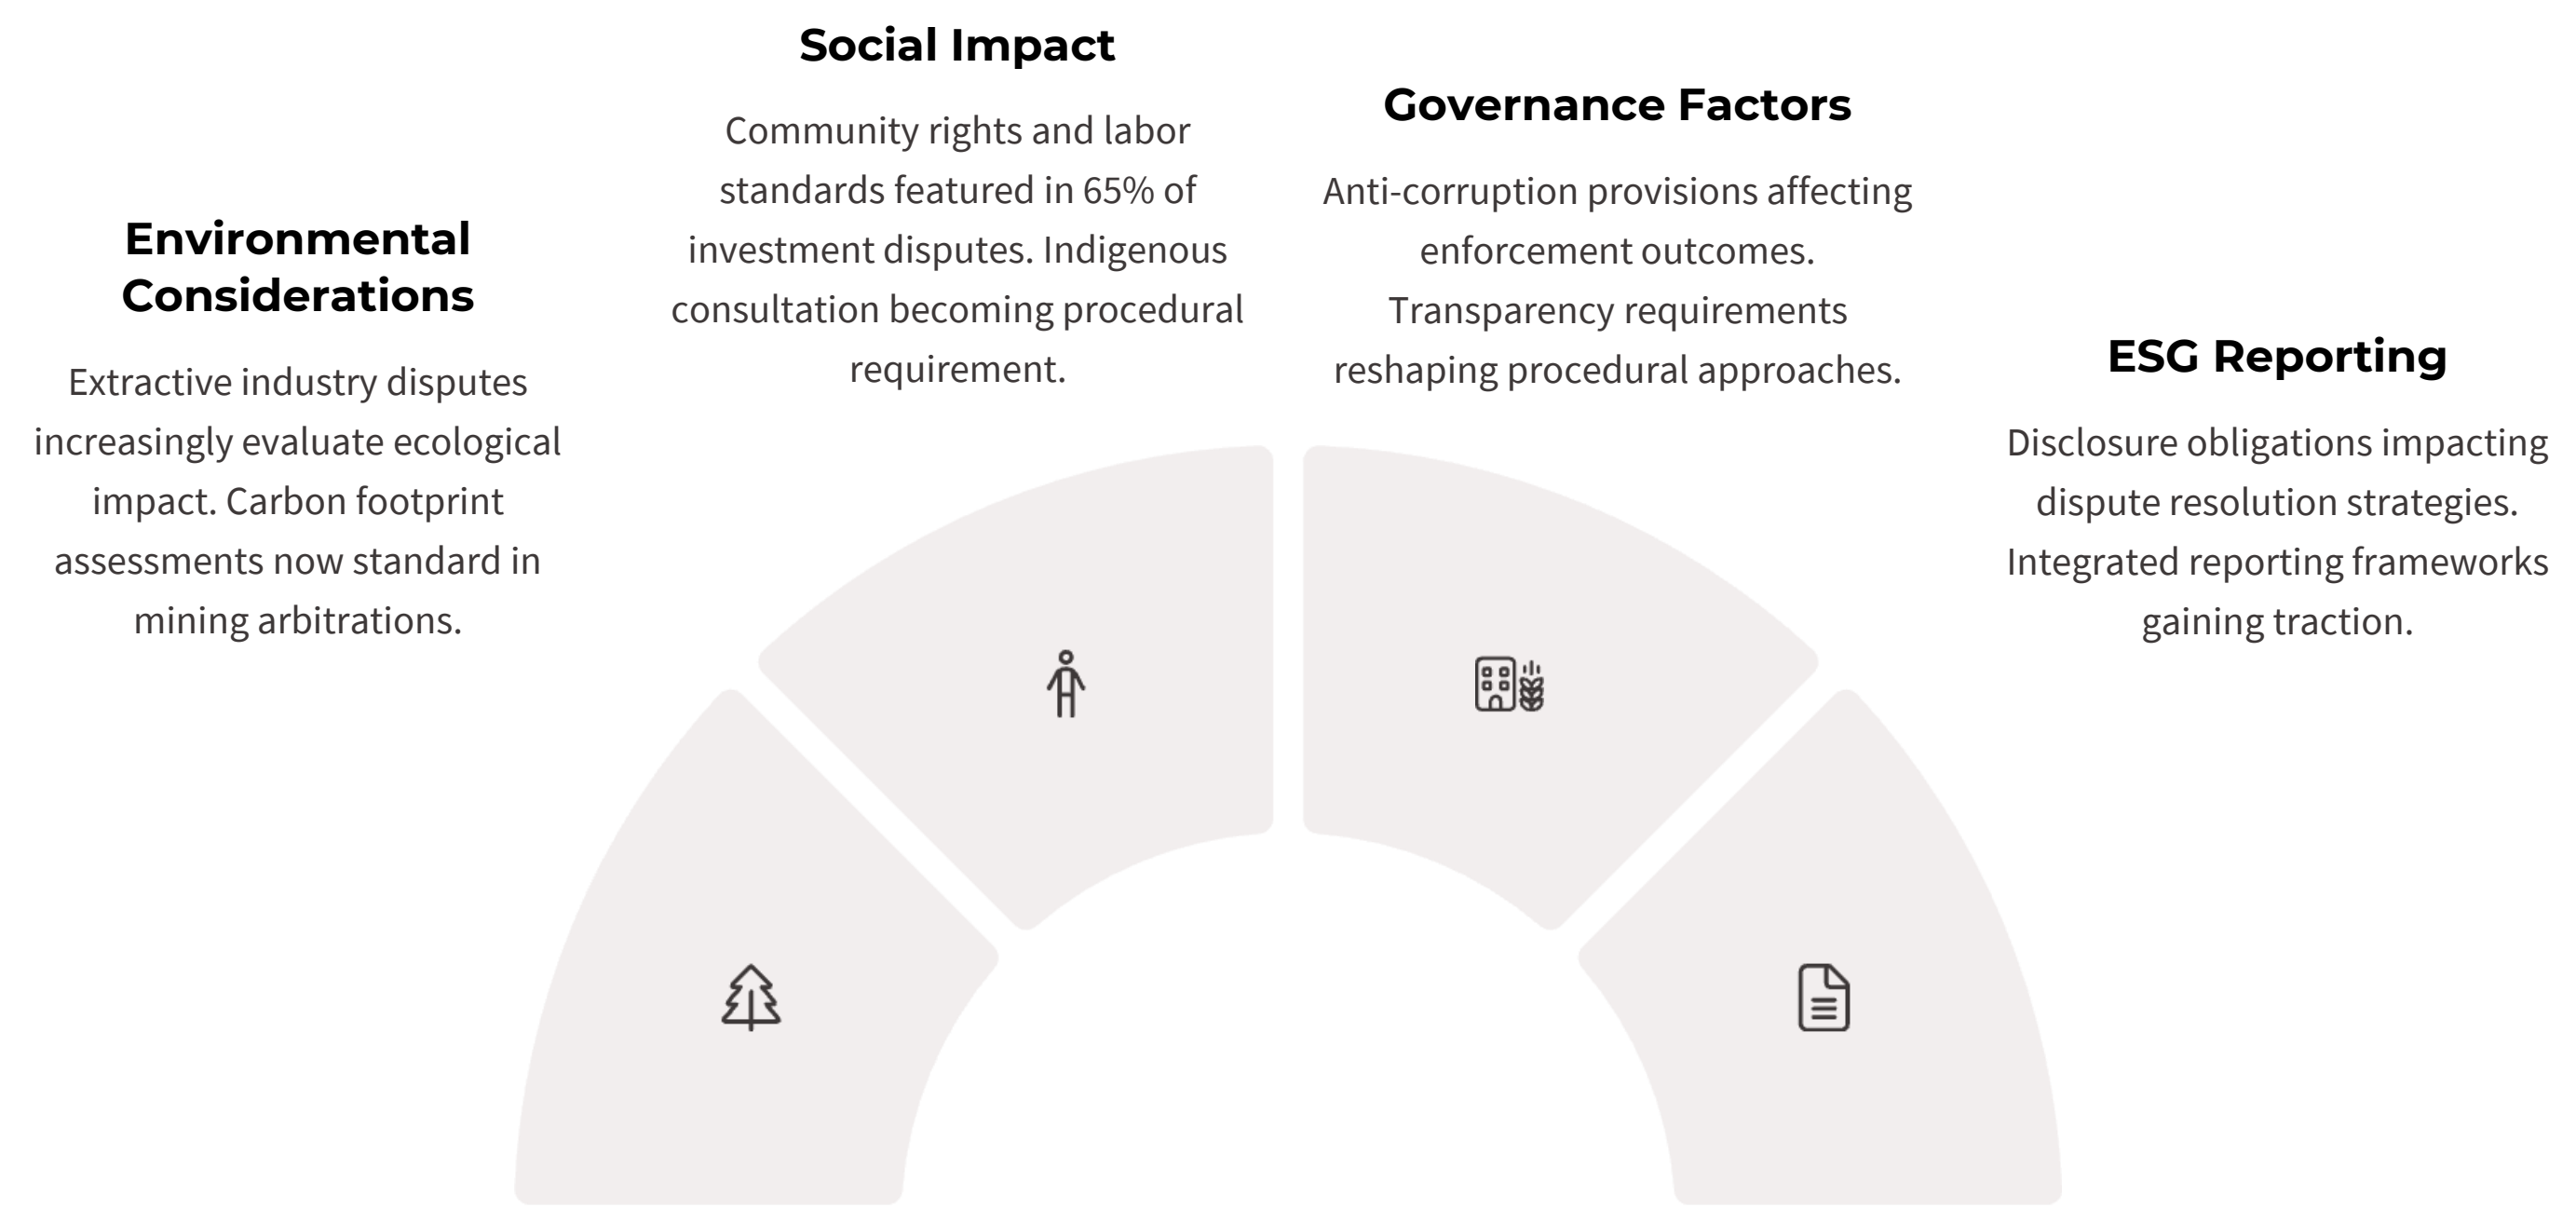 Environmental
Considerations
Extractive industry disputes
increasingly evaluate ecological
impact. Carbon footprint
assessments now standard in
mining arbitrations.
Social Impact
Community rights and labor
standards featured in 65% of
investment disputes. Indigenous
consultation becoming procedural
requirement.
Governance Factors
Anti-corruption provisions affecting
enforcement outcomes.
Transparency requirements
reshaping procedural approaches.
ESG Reporting
Disclosure obligations impacting
dispute resolution strategies.
Integrated reporting frameworks
gaining traction.